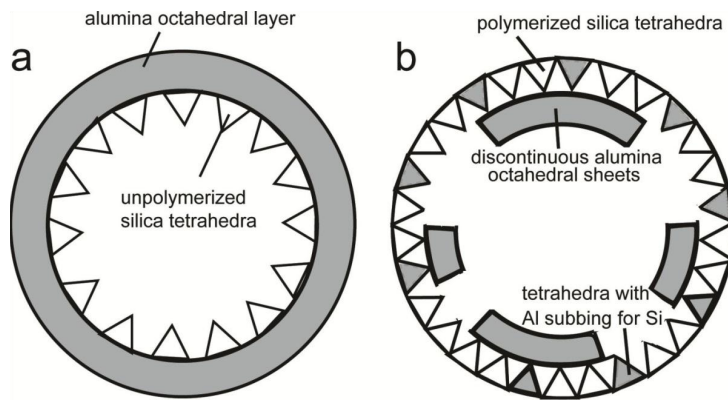 alumina octahedral layer
a
unpolymerized
silica tetrahedra
polymerized silica tetrahedra
b
discontinuous alumina
octahedral sheets
tetrahedra with
Al subbing for Si